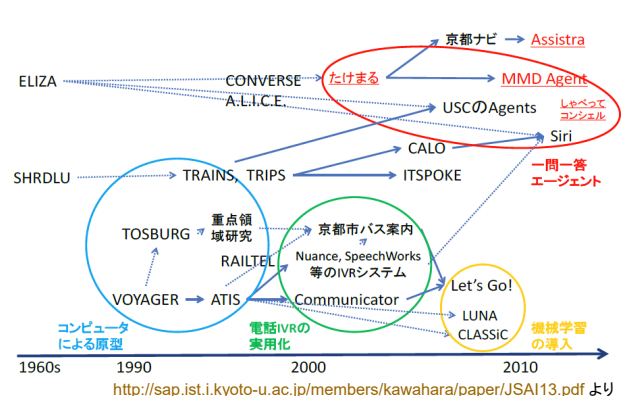 京都ナビ
Assistra
ELIZA
CONVERSE
たけまる
MMD Agent
A.L.I.C.E.
USCのAgents
しゃべって
コンシェル
Siri
CALO
SHRDLU
TRAINS, TRIPS
ITSPOKE
一問一答
エージェント
重点領
域研究
TOSBURG
京都市バス案内
RAILTEL
Nuance, SpeechWorks
等のIVRシステム
Let's Go!
VOYAGER
ATIS
Communicator
LUNA
CLASSiC
コンピュータ
による原型
電話IVRの
実用化
機械学習
の導入
1960s
1990
2000
2010
http://sap.ist.i.kyoto-u.ac.jp/members/kawahara/paper/JSAI13.pdf より